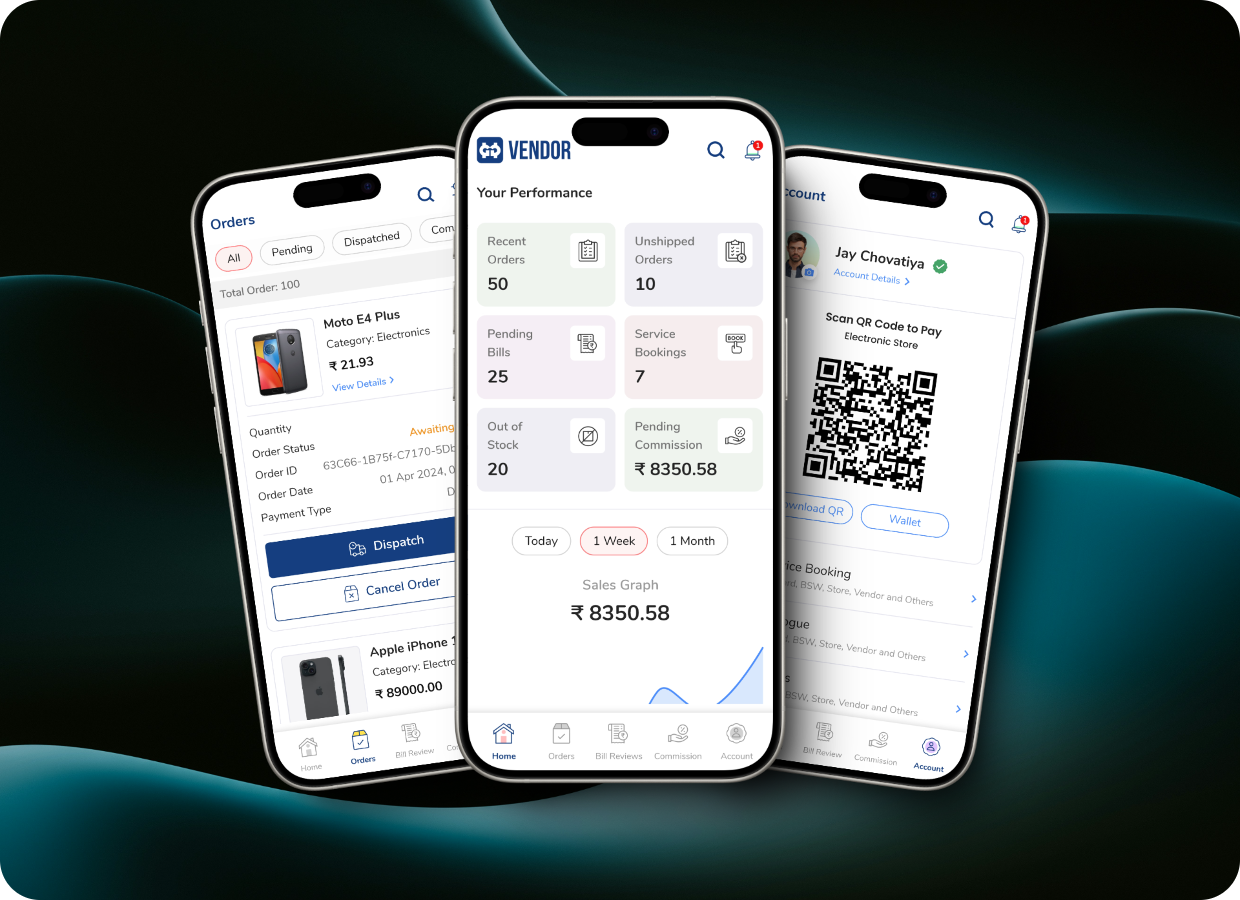 Orders
All
Pending
Dispatched
Total Order: 100
Moto E4 Plus
Category: Electronics
₹ 21.93
View Details
Quantity
Order Status
Awaiting
Order ID
63C66-1B75f-C7170-5Db
Order Date
01 Apr 2024, 0
Payment Type
Dispatch
Cancel Order
Apple iPhone 1
Category: Electro
₹ 89000.00
Home
Orders
Bill Review
VENDOR
1
Your Performance
Recent
Orders
50
Unshipped
Orders
10
Pending
Bills
25
Service
Bookings
7
BOOK
Out of
Stock
20
Pending
Commission
₹ 8350.58
Today
1 Week
1 Month
Sales Graph
₹ 8350.58
Home
Orders
Bill Reviews
Commission
Account
ccount
1
Jay Chovatiya
Account Details
Scan QR Code to Pay
Electronic Store
wnload QR
Wallet
ice Booking
rd, BSW, Store, Vendor and Others
ogue
d, BSW, Store, Vendor and Others
s
BSW, Store, Vendor and Others
Bill Review
Commission
Account